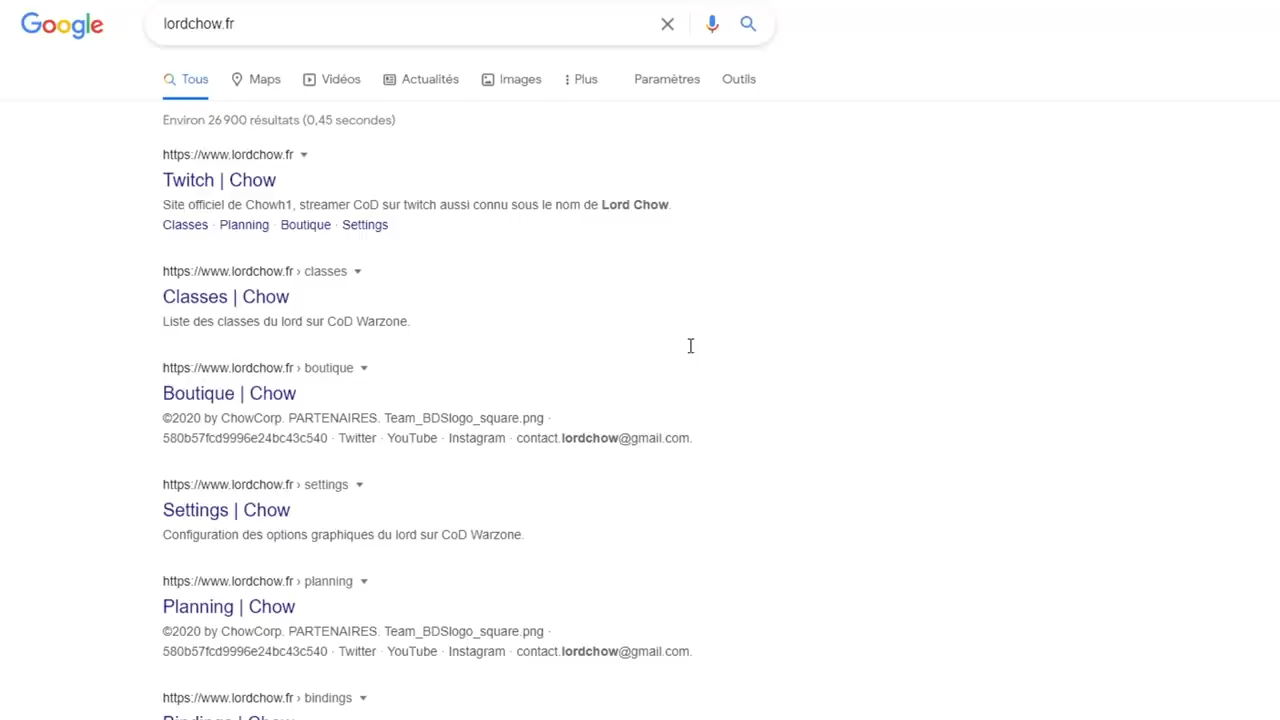 Google
lordchow.fr
Tous Maps Vidéos Actualités Images Plus Paramètres Outils
Environ 26 900 résultats (0,45 secondes)
https://www.lordchow.fr
Twitch | Chow
Site officiel de Chowh1, streamer CoD sur twitch aussi connu sous le nom de Lord Chow.
Classes · Planning · Boutique · Settings
https://www.lordchow.fr › classes
Classes | Chow
Liste des classes du lord sur CoD Warzone.
https://www.lordchow.fr › boutique
Boutique | Chow
©2020 by ChowCorp. PARTENAIRES. Team_BDSlogo_square.png ·
580b57fcd9996e24bc43c540 · Twitter · YouTube · Instagram · contact.lordchow@gmail.com.
https://www.lordchow.fr › settings
Settings | Chow
Configuration des options graphiques du lord sur CoD Warzone.
https://www.lordchow.fr › planning
Planning | Chow
©2020 by ChowCorp. PARTENAIRES. Team_BDSlogo_square.png ·
580b57fcd9996e24bc43c540 · Twitter · YouTube · Instagram · contact.lordchow@gmail.com.
https://www.lordchow.fr › bindings
Bindings | Chow